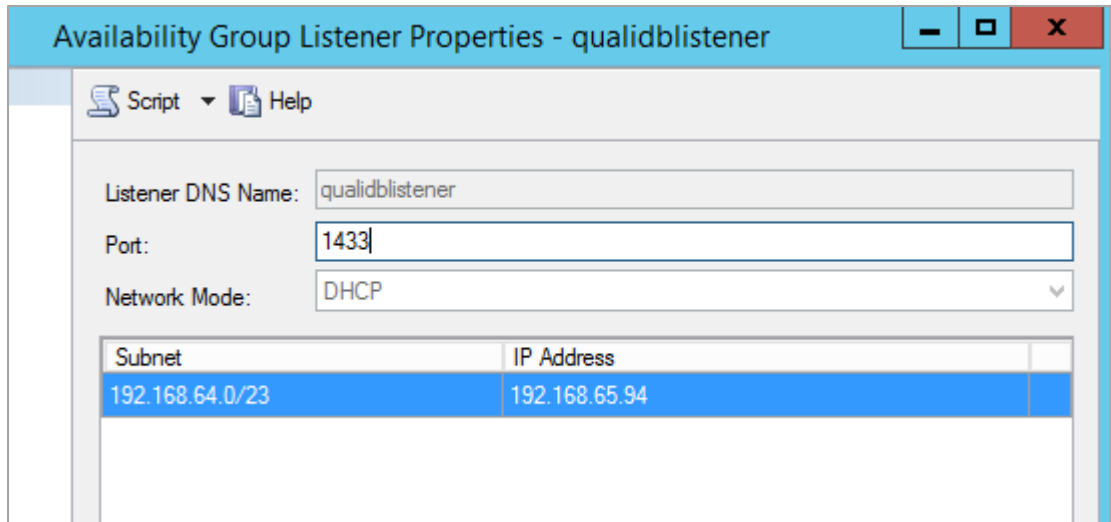 Availability Group Listener Properties - qualidblistener
Script Help
Listener DNS Name: qualidblistener
Port: 1433
Network Mode: DHCP
Subnet IP Address
192.168.64.0/23 192.168.65.94